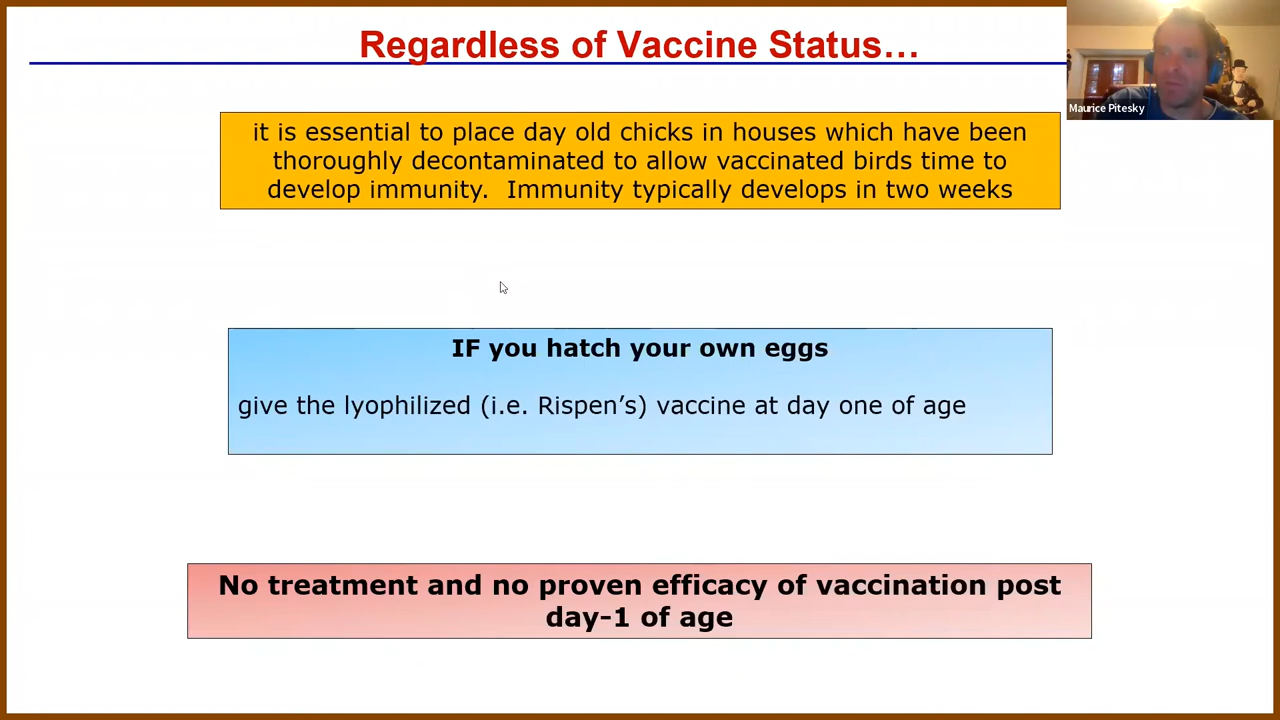 Regardless of Vaccine Status…
Maurice Pitesky
it is essential to place day old chicks in houses which have been
thoroughly decontaminated to allow vaccinated birds time to
develop immunity.  Immunity typically develops in two weeks
IF you hatch your own eggs
give the lyophilized (i.e. Rispen’s) vaccine at day one of age
No treatment and no proven efficacy of vaccination post
day-1 of age